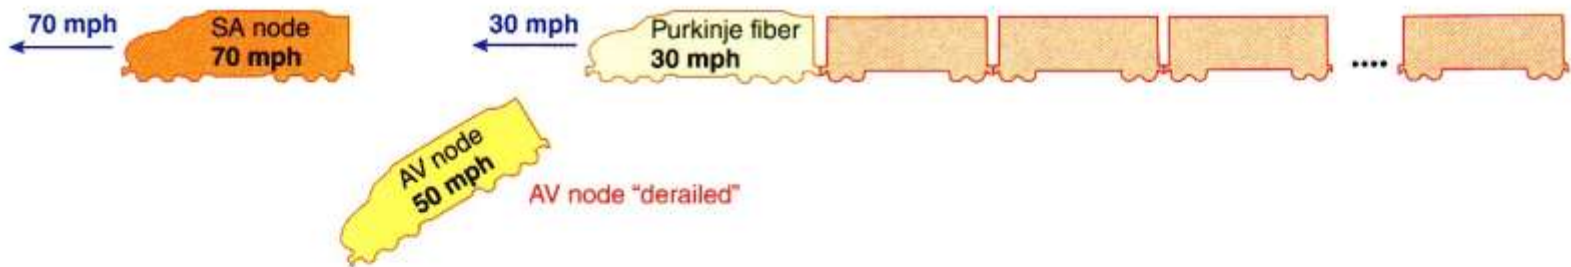 70 mph
SA node
70 mph
30 mph
Purkinje fiber
30 mph
....
AV node
50 mph
AV node “derailed”